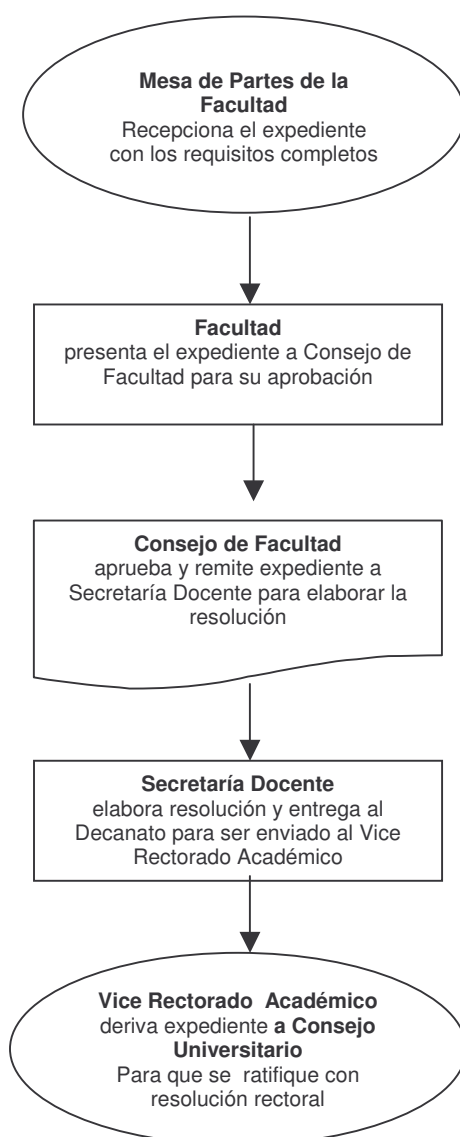 Mesa de Partes de la
Facultad
Recepciona el expediente
con los requisitos completos
Facultad
presenta el expediente a Consejo de
Facultad para su aprobación
Consejo de Facultad
aprueba y remite expediente a
Secretaría Docente para elaborar la
resolución
Secretaría Docente
elabora resolución y entrega al
Decanato para ser enviado al Vice
Rectorado Académico
Vice Rectorado Académico
deriva expediente a Consejo
Universitario
Para que se ratifique con
resolución rectoral